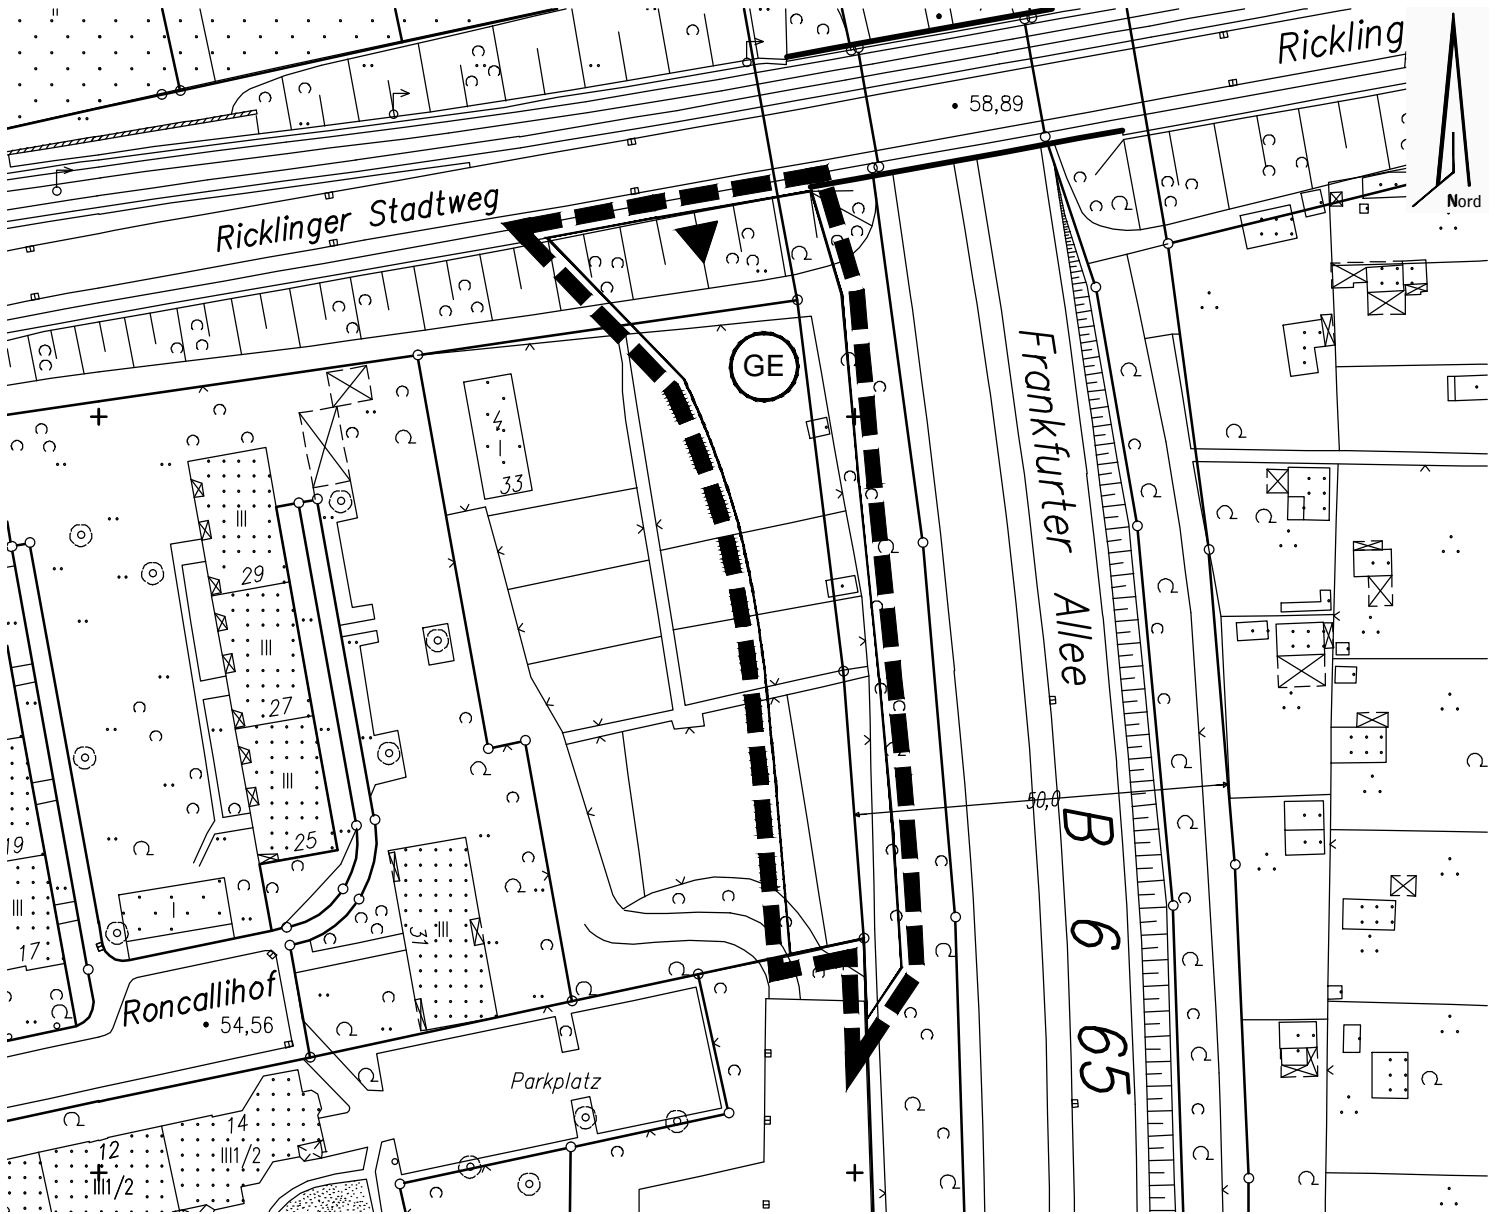 Rickling
58,89
Nord
Ricklinger Stadtweg
GE
Frankfurter Allee
4
I
33
III
29
III
27
III
25
50,0
B 6 65
19
III
17
I
III
31
Roncallihof
54,56
Parkplatz
14
III1/2
12
III1/2